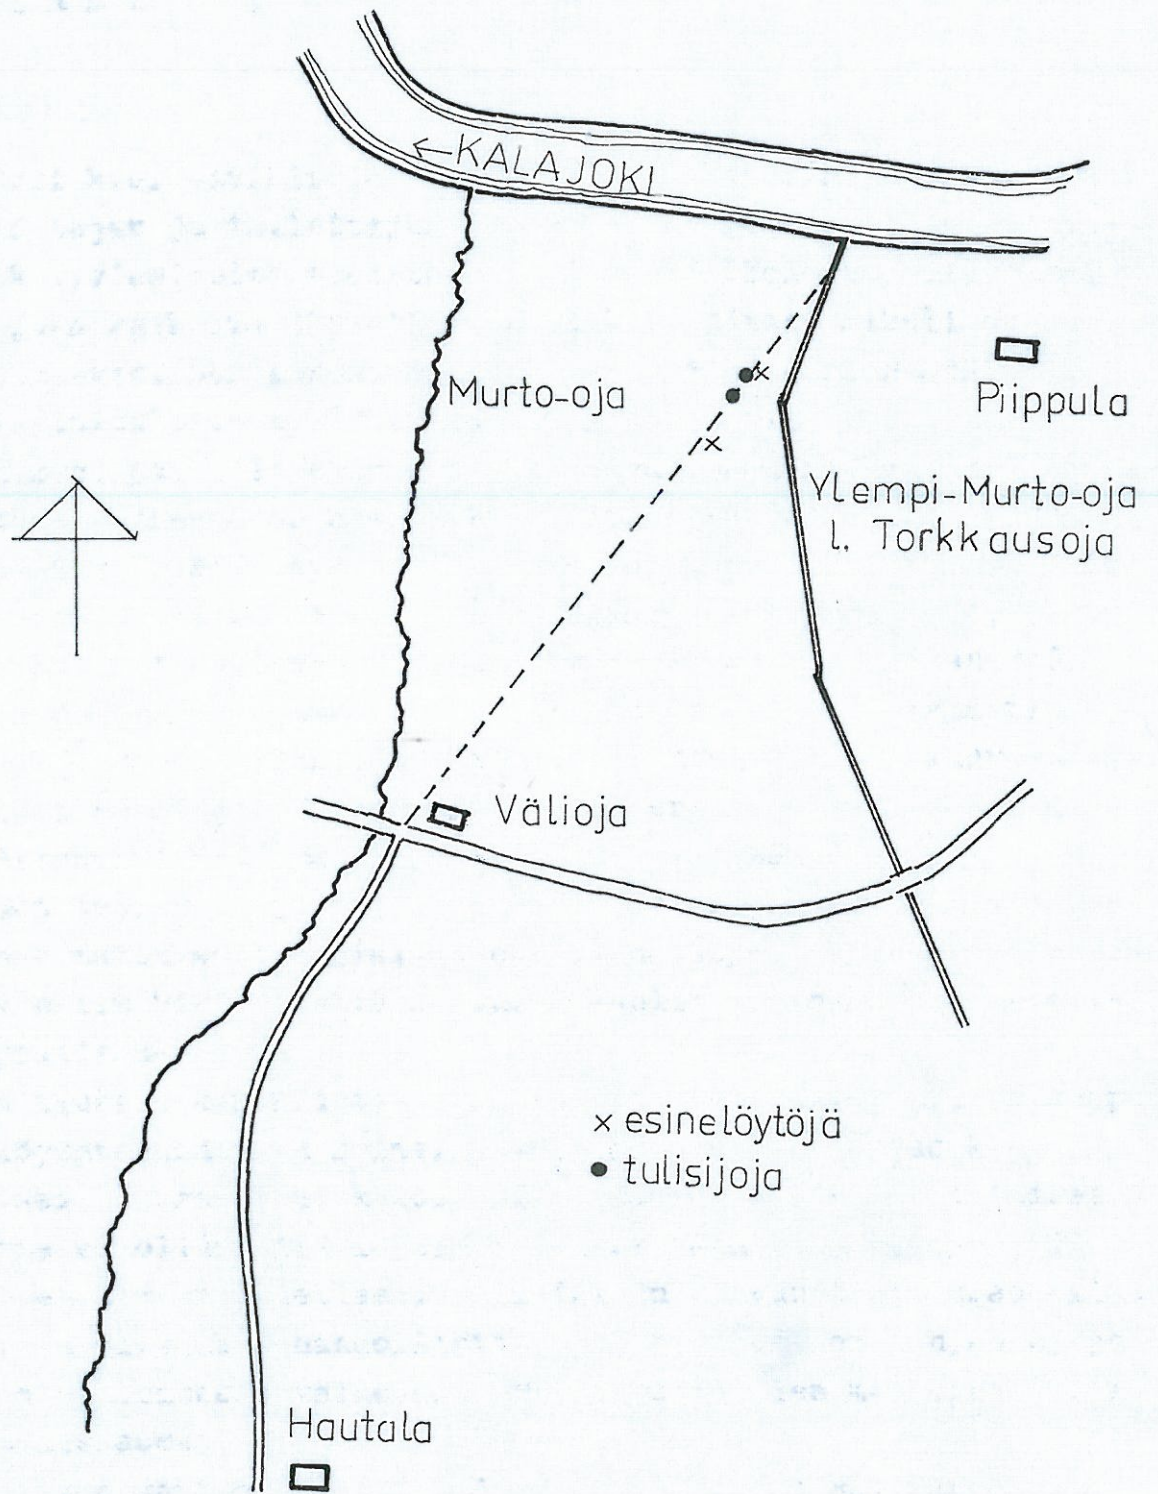 ←KALAJOKI
Murto-oja
Piippula
Ylempi-Murto-oja
l. Torkkausoja
Välioja
x esinelöytöjä
● tulisijoja
Hautala